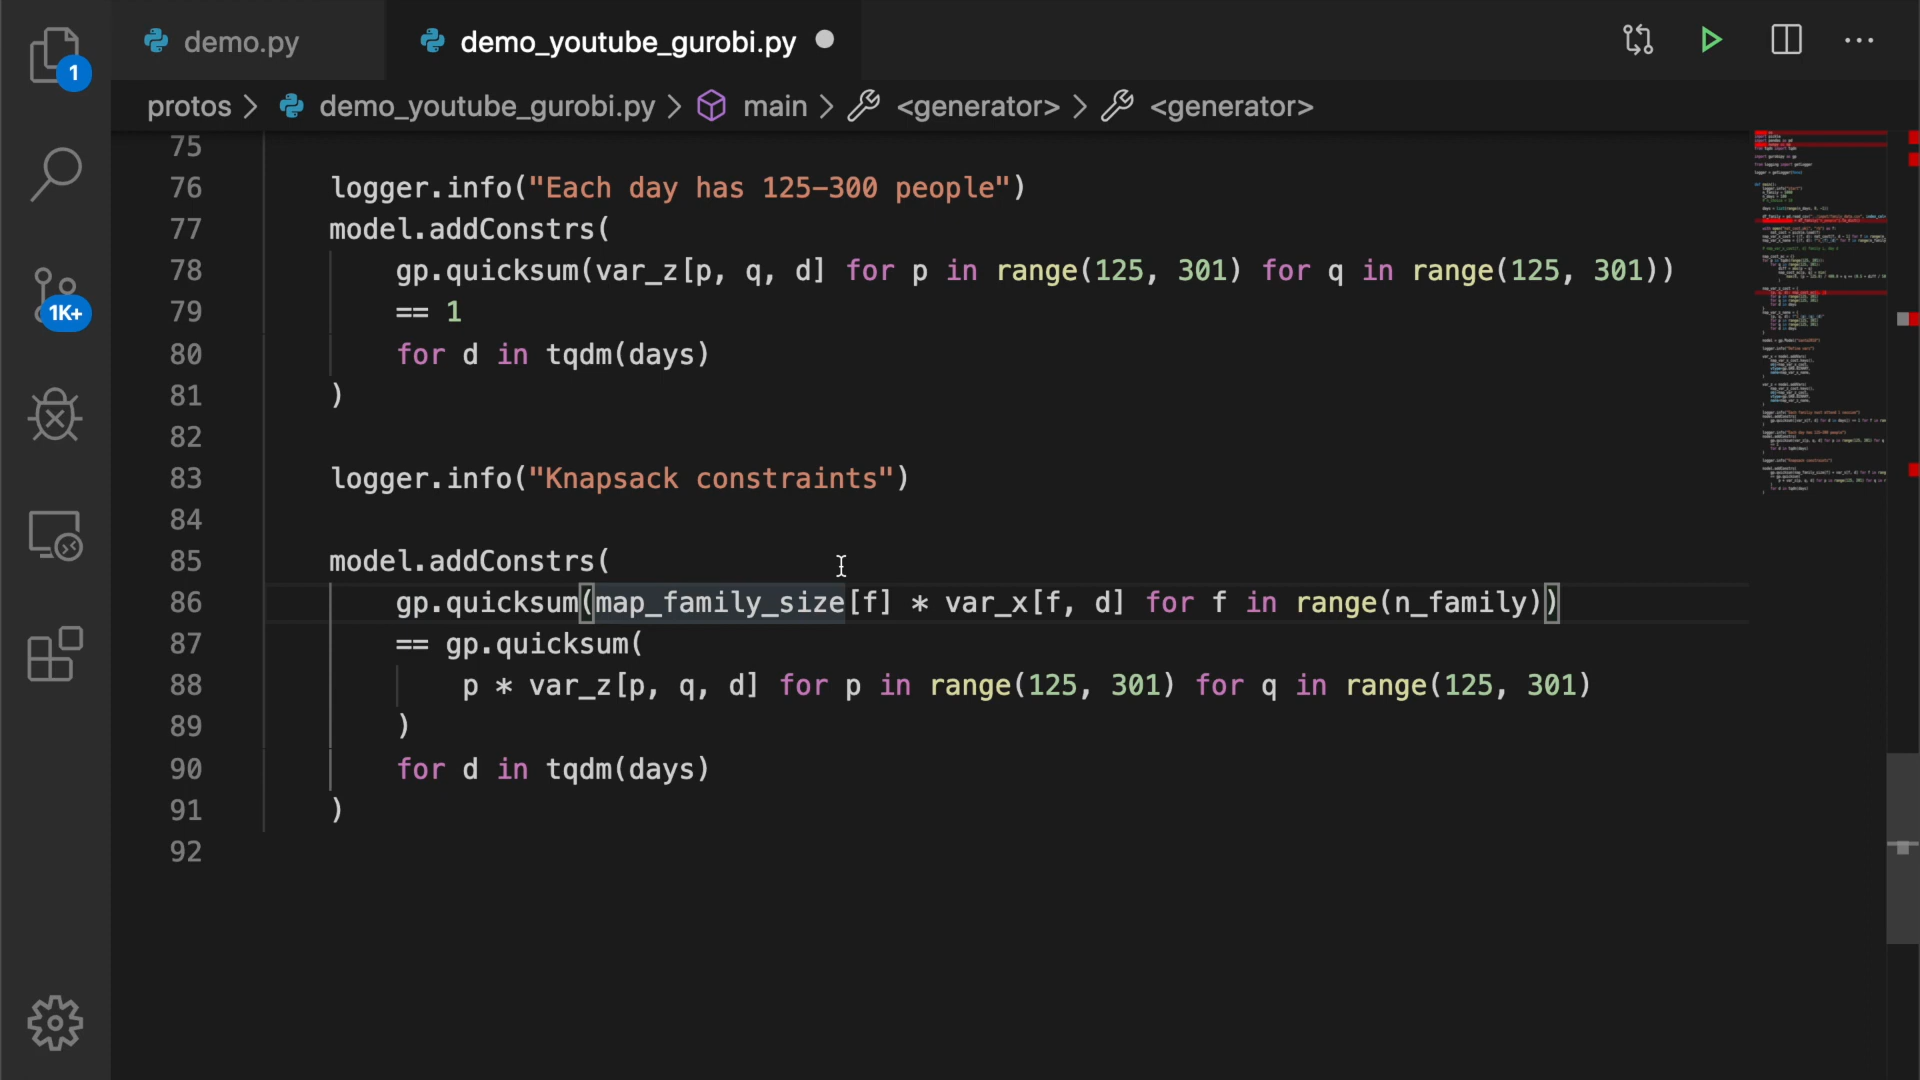 demo.py
demo_youtube_gurobi.py
protos > demo_youtube_gurobi.py > main > <generator> > <generator>
1
1K+
75
76 logger.info("Each day has 125-300 people")
77 model.addConstrs(
78 gp.quicksum(var_z[p, q, d] for p in range(125, 301) for q in range(125, 301))
79 == 1
80 for d in tqdm(days)
81 )
82
83 logger.info("Knapsack constraints")
84
85 model.addConstrs(
86 gp.quicksum(map_family_size[f] * var_x[f, d] for f in range(n_family))
87 == gp.quicksum(
88 p * var_z[p, q, d] for p in range(125, 301) for q in range(125, 301)
89 )
90 for d in tqdm(days)
91 )
92